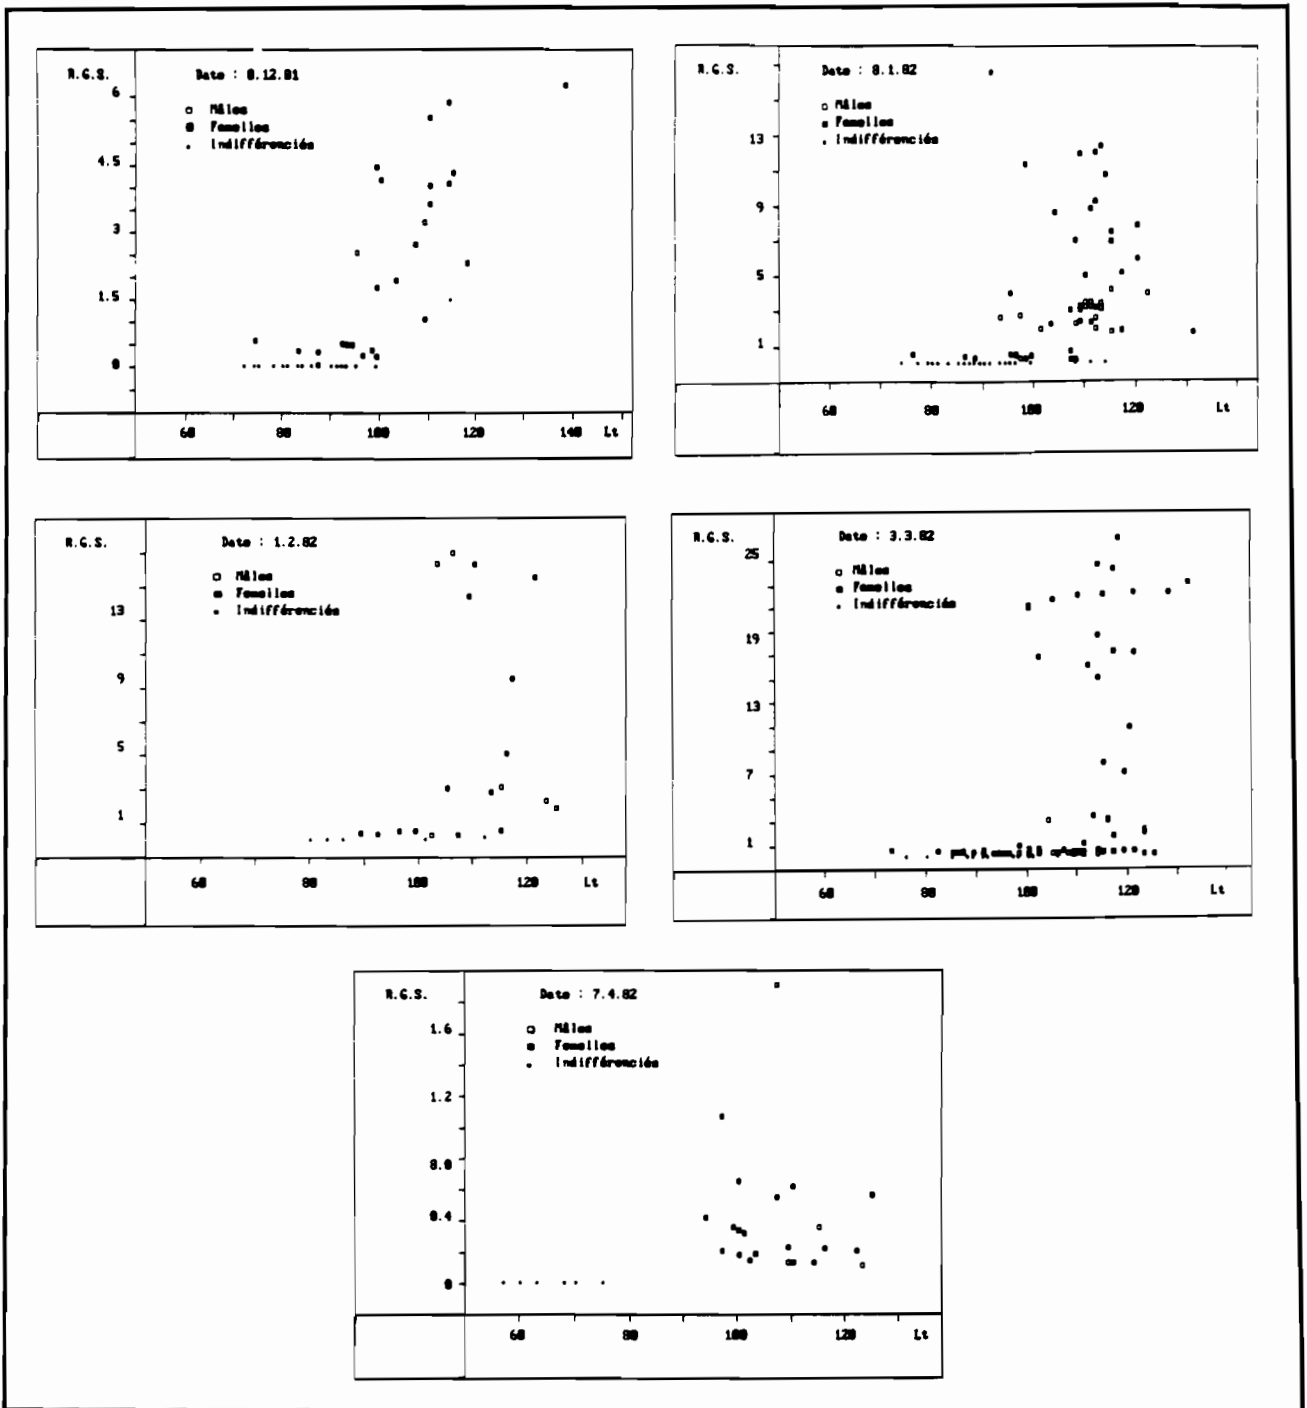 R.G.S.
Date : 8.12.81
6
Mâles
Femelles
Indifférenciés
4.5
3
1.5
0
60 80 100 120 140 Lt
R.G.S.
Date : 8.1.82
Mâles
Femelles
Indifférenciés
13
9
5
1
60 80 100 120 Lt
R.G.S.
Date : 1.2.82
Mâles
Femelles
Indifférenciés
13
9
5
1
60 80 100 120 Lt
R.G.S.
Date : 3.3.82
25
Mâles
Femelles
Indifférenciés
19
13
7
1
60 80 100 120 Lt
R.G.S.
Date : 7.4.82
1.6
Mâles
Femelles
Indifférenciés
1.2
8.0
0.4
0
60 80 100 120 Lt